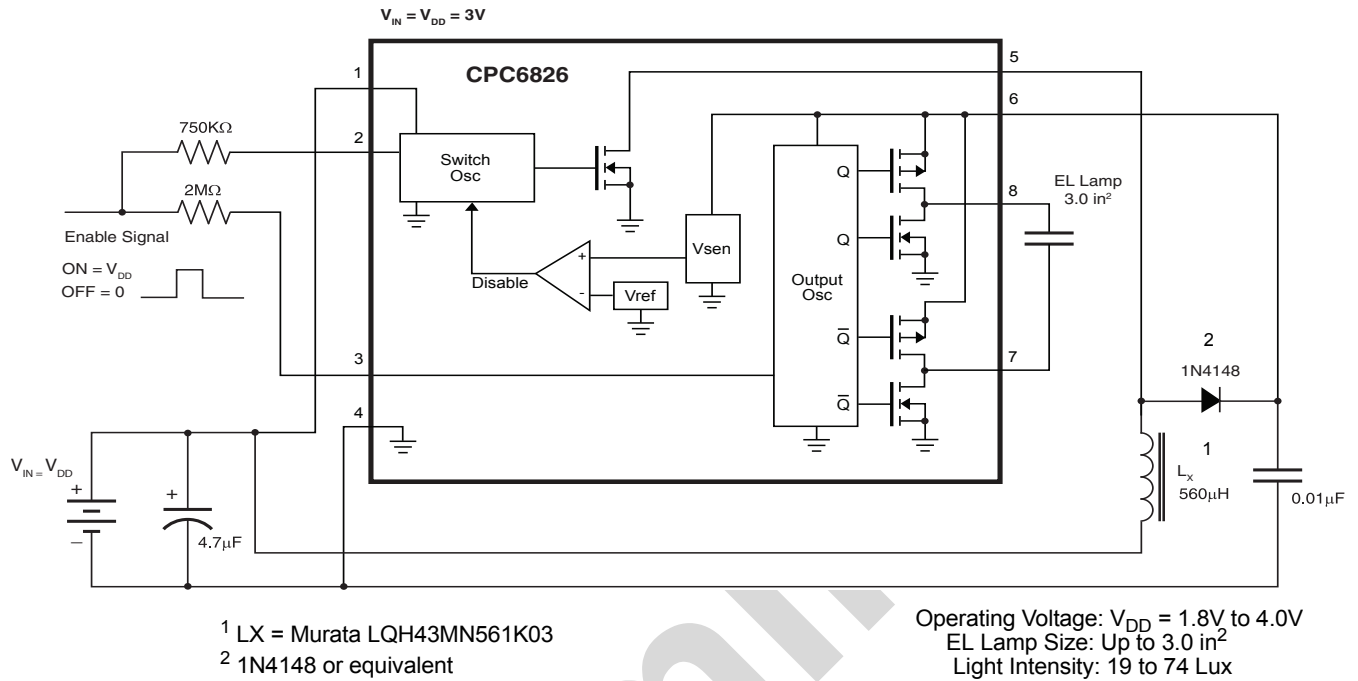 V_IN = V_DD = 3V
CPC6826
1
2
3
4
5
6
8
7
750KΩ
2MΩ
Enable Signal
ON = V_DD
OFF = 0
Switch
Osc
Disable
+
-
Vref
Vsen
Output
Osc
Q
Q
Q̅
Q̅
EL Lamp
3.0 in²
2
1N4148
1
L_x
560µH
0.01µF
V_IN = V_DD
+
−
+
4.7µF
¹ LX = Murata LQH43MN561K03
² 1N4148 or equivalent
Operating Voltage: V_DD = 1.8V to 4.0V
EL Lamp Size: Up to 3.0 in²
Light Intensity: 19 to 74 Lux